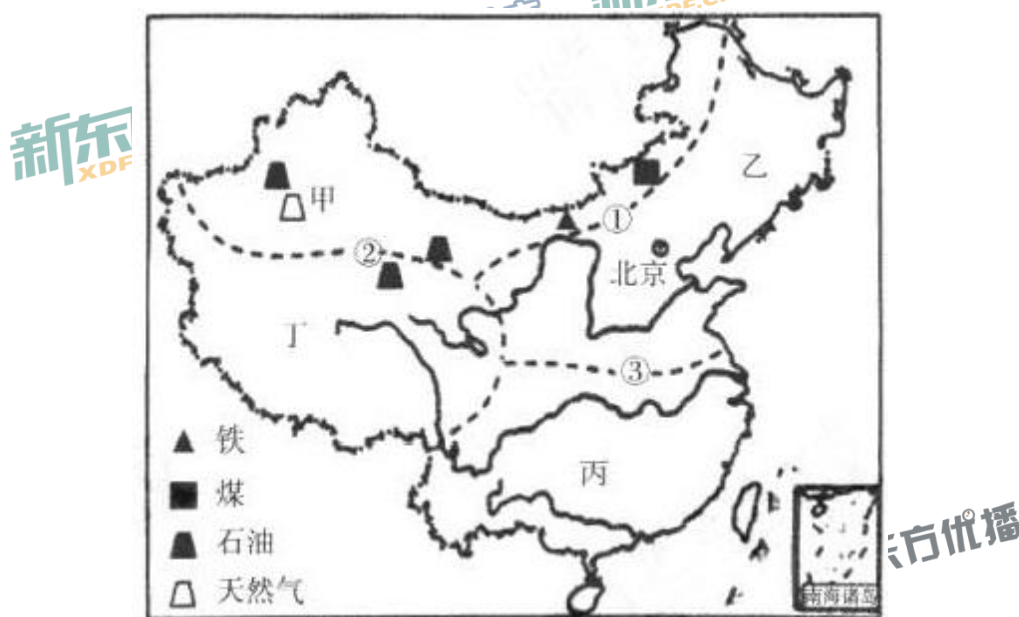 新东
XDF
甲
乙
①
②
北京
丁
③
丙
铁
煤
石油
天然气
南海诸岛
东方优播